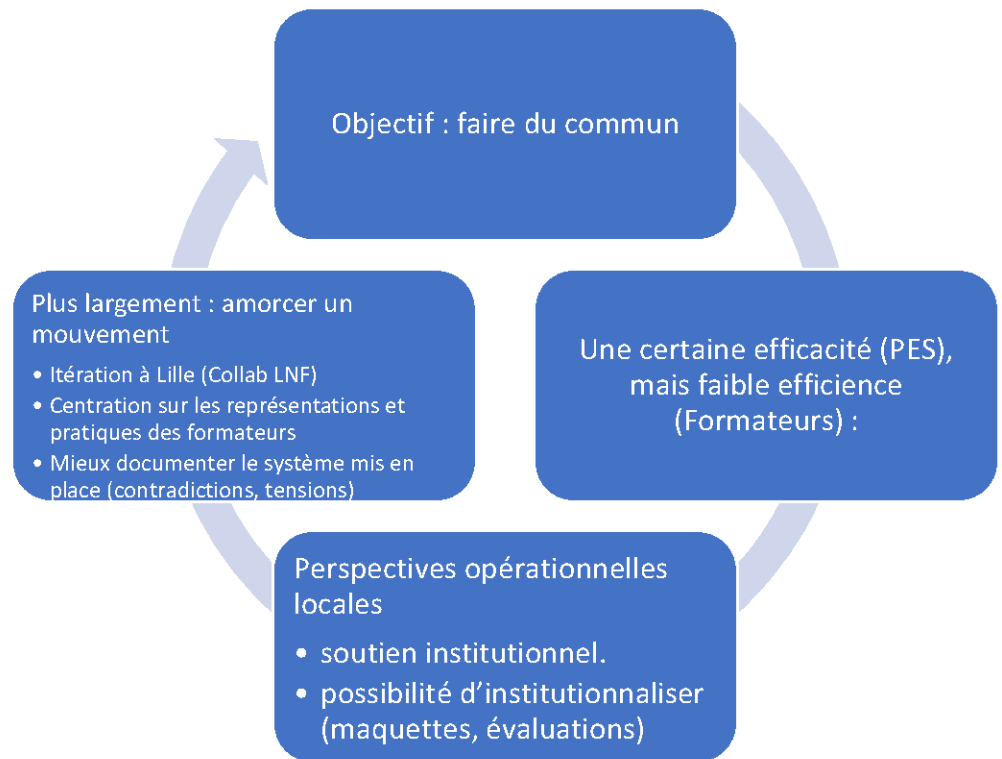 Objectif : faire du commun
Une certaine efficacité (PES),
mais faible efficience
(Formateurs) :
Perspectives opérationnelles
locales
• soutien institutionnel.
• possibilité d’institutionnaliser
(maquettes, évaluations)
Plus largement : amorcer un
mouvement
• Itération à Lille (Collab LNF)
• Centration sur les représentations et
pratiques des formateurs
• Mieux documenter le système mis en
place (contradictions, tensions)